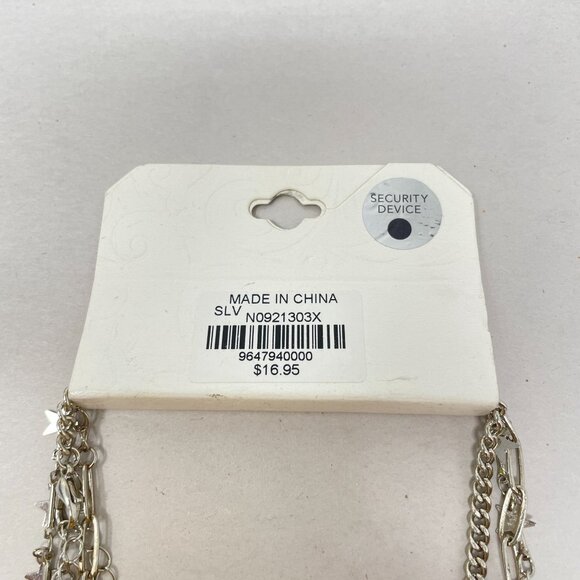 SECURITY
DEVICE
MADE IN CHINA
SLV N0921303X
9647940000
$16.95